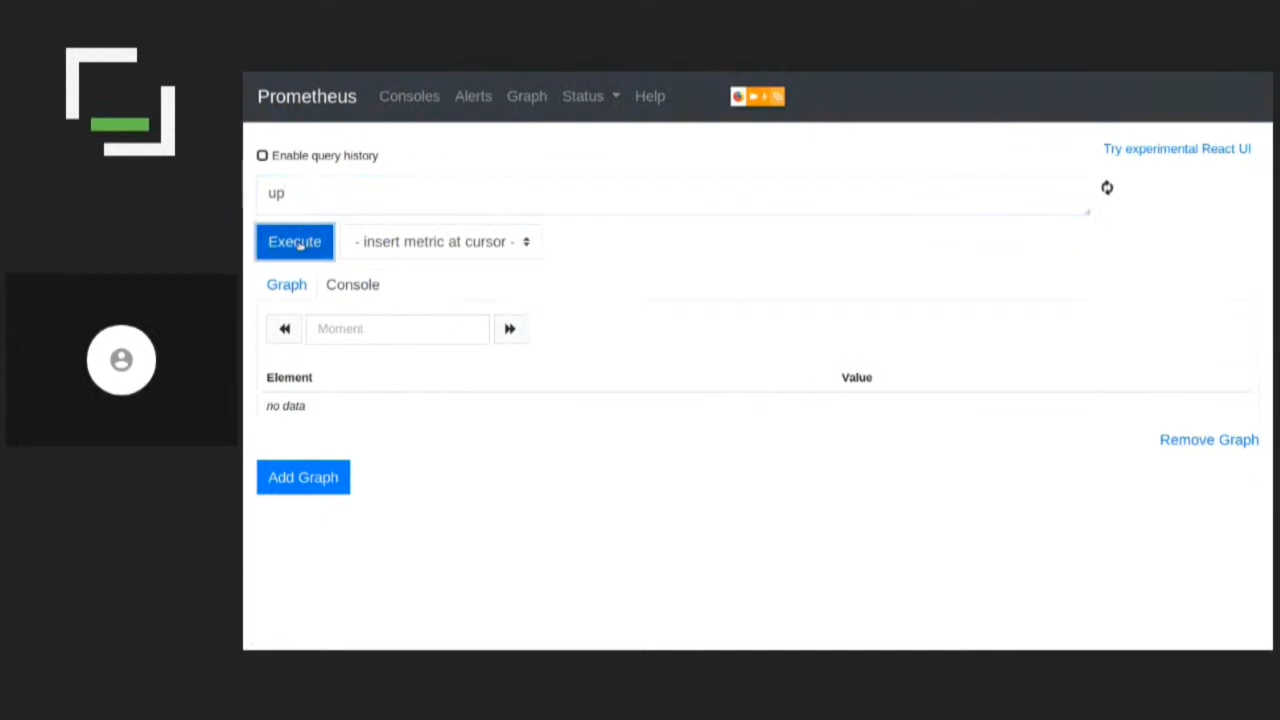 Prometheus Consoles Alerts Graph Status Help
Enable query history
Try experimental React UI
up
Execute - insert metric at cursor -
Graph Console
Moment
Element Value
no data
Remove Graph
Add Graph